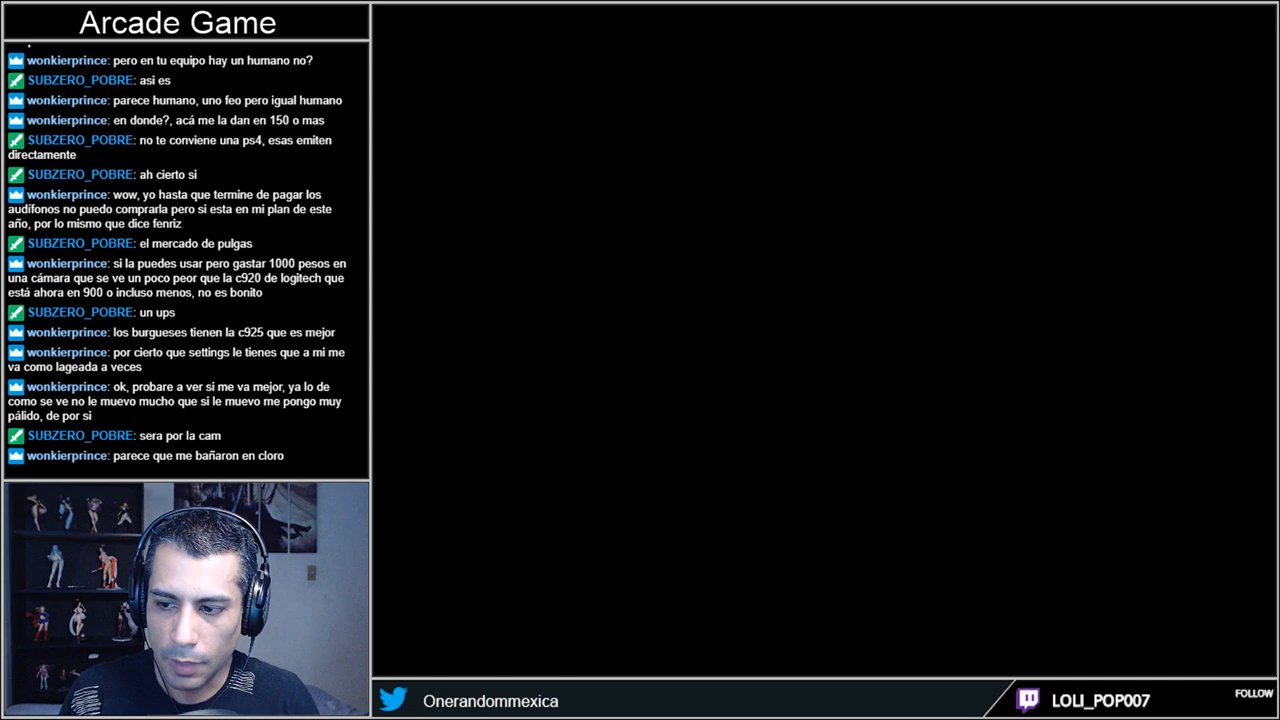 Arcade Game
wonkierprince: pero en tu equipo hay un humano no?
SUBZERO_POBRE: asi es
wonkierprince: parece humano, uno feo pero igual humano
wonkierprince: en donde?, acá me la dan en 150 o mas
SUBZERO_POBRE: no te conviene una ps4, esas emiten
directamente
SUBZERO_POBRE: ah cierto si
wonkierprince: wow, yo hasta que termine de pagar los
audífonos no puedo comprarla pero si esta en mi plan de este
año, por lo mismo que dice fenriz
SUBZERO_POBRE: el mercado de pulgas
wonkierprince: si la puedes usar pero gastar 1000 pesos en
una cámara que se ve un poco peor que la c920 de logitech que
está ahora en 900 o incluso menos, no es bonito
SUBZERO_POBRE: un ups
wonkierprince: los burgueses tienen la c925 que es mejor
wonkierprince: por cierto que settings le tienes que a mi me
va como lageada a veces
wonkierprince: ok, probare a ver si me va mejor, ya lo de
como se ve no le muevo mucho que si le muevo me pongo muy
pálido, de por si
SUBZERO_POBRE: sera por la cam
wonkierprince: parece que me bañaron en cloro
Onerandommexica
LOLI_POP007
FOLLOW